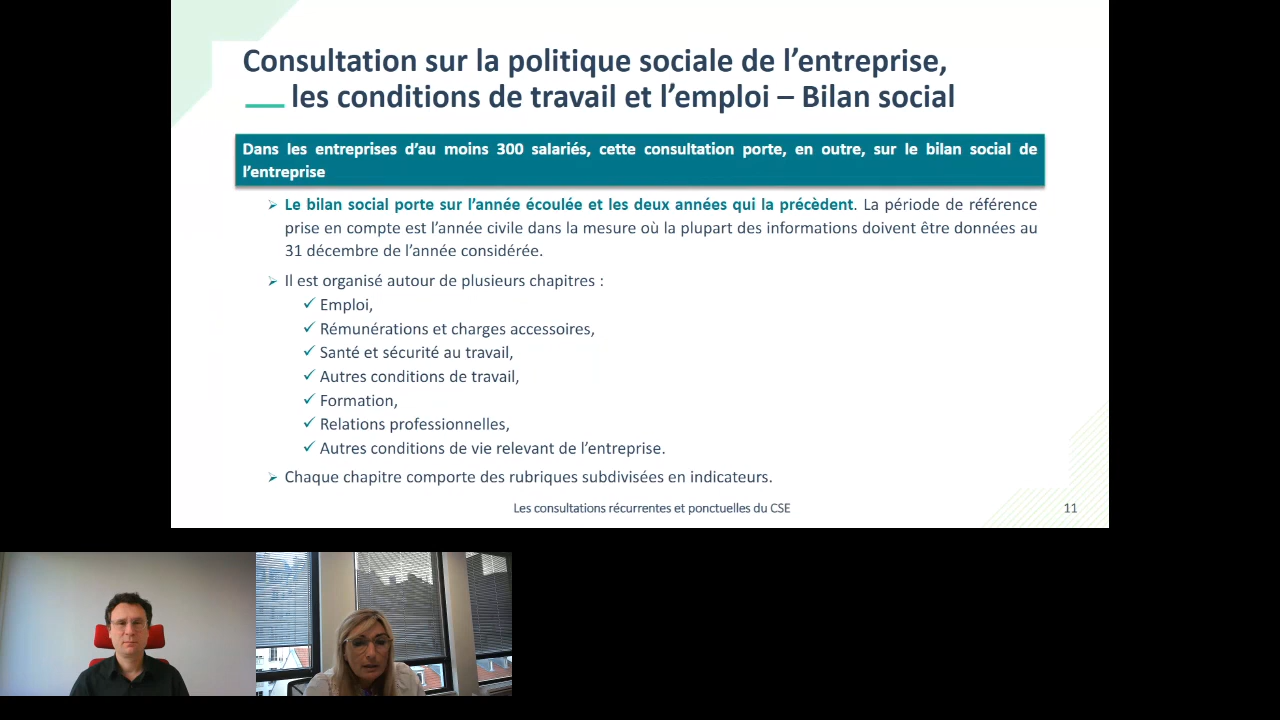 Consultation sur la politique sociale de l’entreprise,
les conditions de travail et l’emploi – Bilan social
Dans les entreprises d’au moins 300 salariés, cette consultation porte, en outre, sur le bilan social de
l’entreprise
➢ Le bilan social porte sur l’année écoulée et les deux années qui la précèdent. La période de référence
prise en compte est l’année civile dans la mesure où la plupart des informations doivent être données au
31 décembre de l’année considérée.
➢ Il est organisé autour de plusieurs chapitres :
✓ Emploi,
✓ Rémunérations et charges accessoires,
✓ Santé et sécurité au travail,
✓ Autres conditions de travail,
✓ Formation,
✓ Relations professionnelles,
✓ Autres conditions de vie relevant de l’entreprise.
➢ Chaque chapitre comporte des rubriques subdivisées en indicateurs.
Les consultations récurrentes et ponctuelles du CSE
11